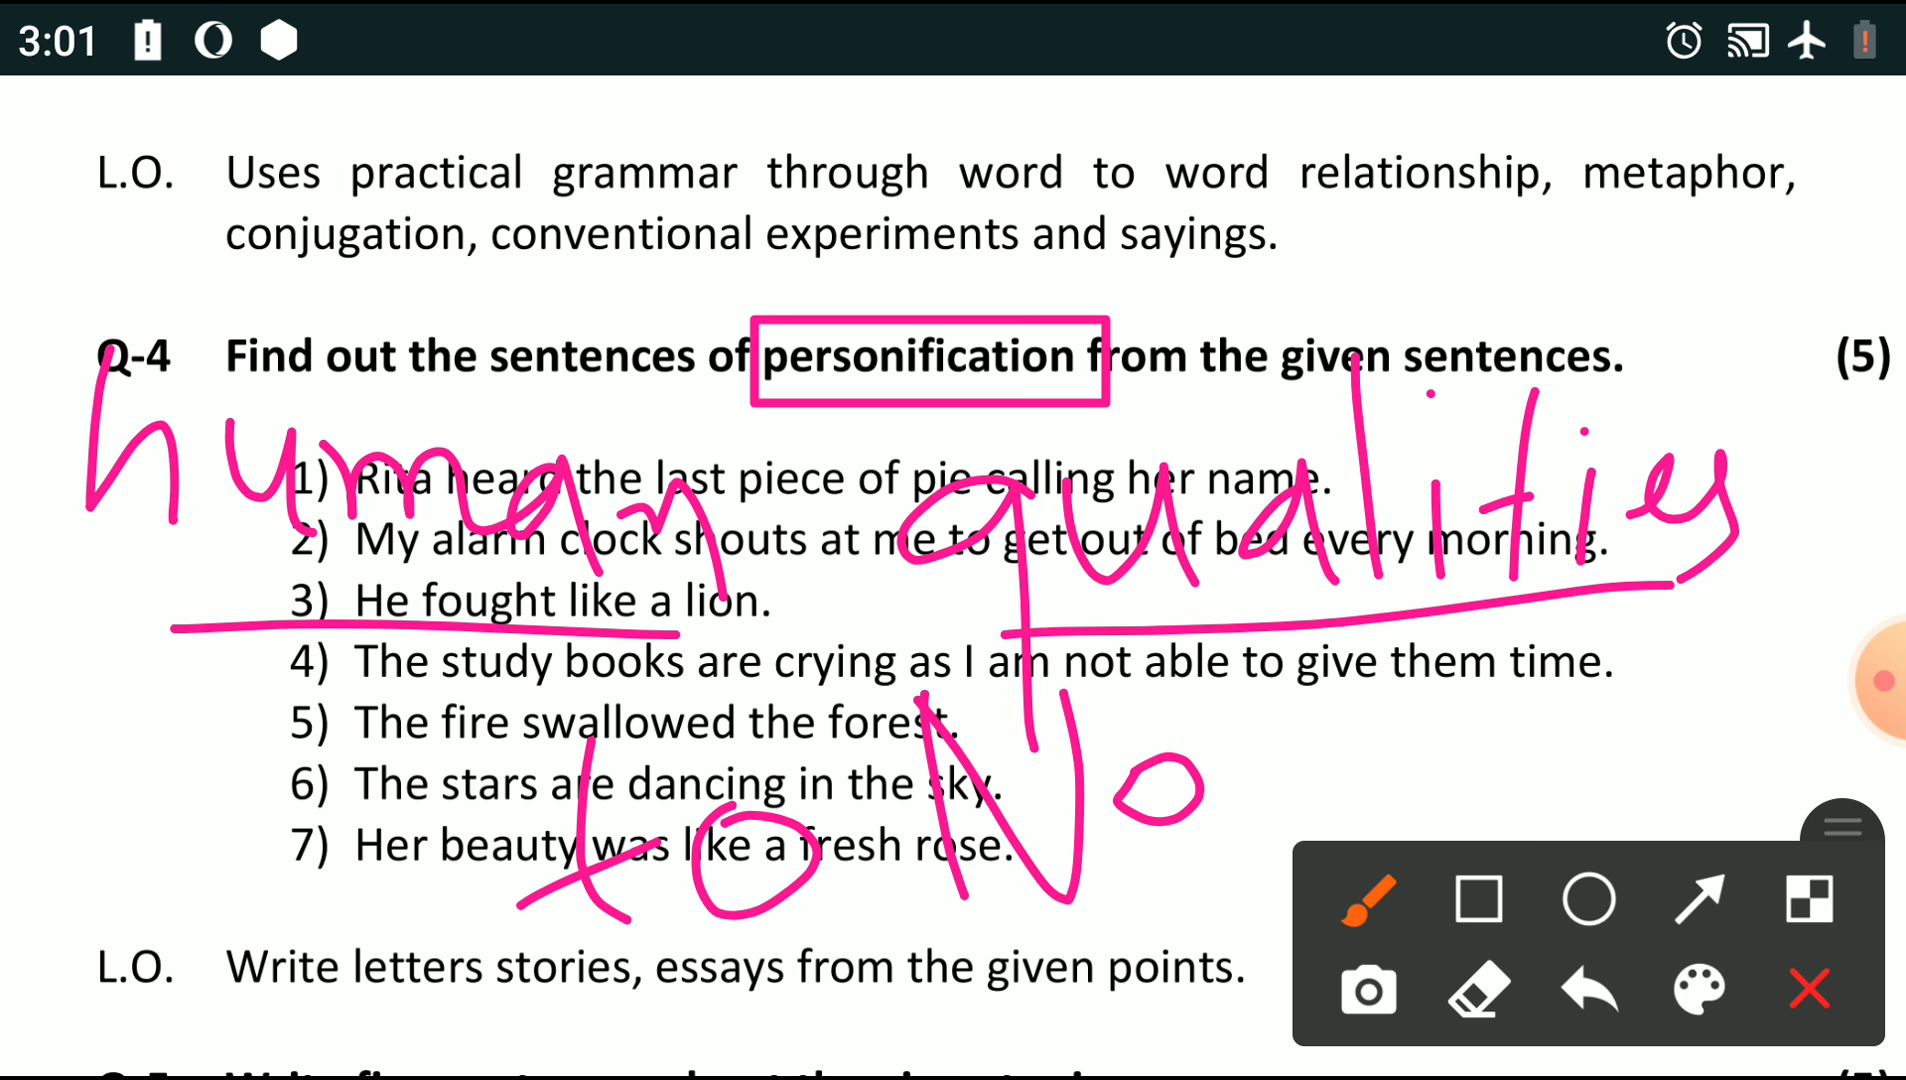 3:01
L.O. Uses practical grammar through word to word relationship, metaphor,
conjugation, conventional experiments and sayings.
Q-4 Find out the sentences of personification from the given sentences. (5)
human qualities
1) Rita heard the last piece of pie calling her name.
2) My alarm clock shouts at me to get out of bed every morning.
3) He fought like a lion.
4) The study books are crying as I am not able to give them time.
5) The fire swallowed the forest.
6) The stars are dancing in the sky.
to No
7) Her beauty was like a fresh rose.
L.O. Write letters stories, essays from the given points.